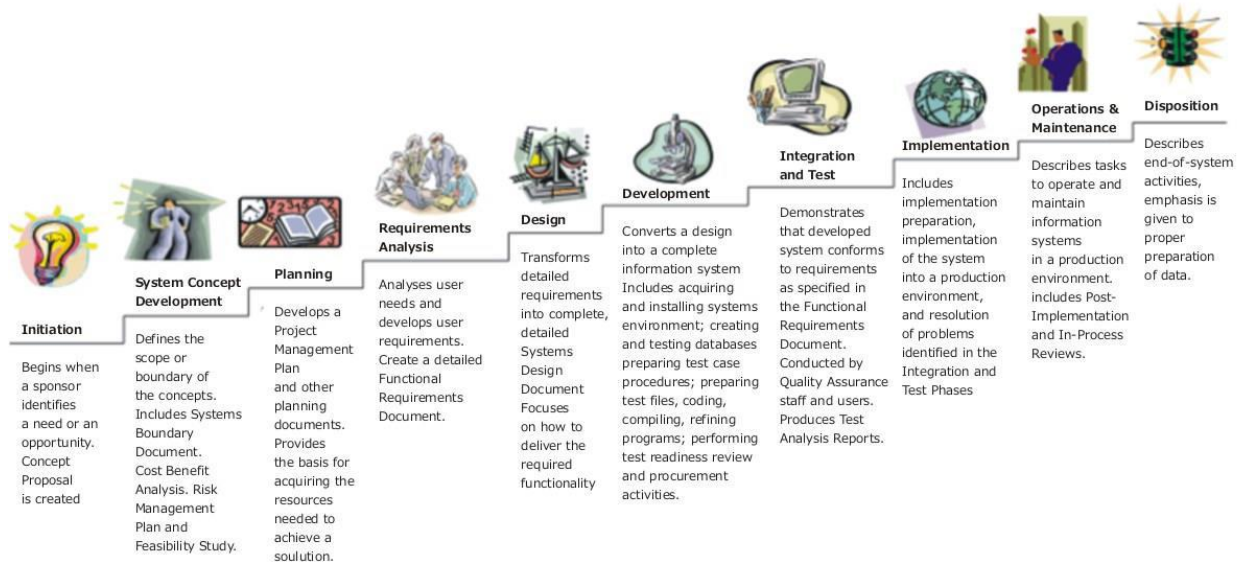 Initiation
Begins when
a sponsor
identifies
a need or an
opportunity.
Concept
Proposal
is created
System Concept
Development
Defines the
scope or
boundary of
the concepts.
Includes Systems
Boundary
Document.
Cost Benefit
Analysis. Risk
Management
Plan and
Feasibility Study.
Planning
Develops a
Project
Management
Plan
and other
planning
documents.
Provides
the basis for
acquiring the
resources
needed to
achieve a
soulution.
Requirements
Analysis
Analyses user
needs and
develops user
requirements.
Create a detailed
Functional
Requirements
Document.
Design
Transforms
detailed
requirements
into complete,
detailed
Systems
Design
Document
Focuses
on how to
deliver the
required
functionality
Development
Converts a design
into a complete
information system
Includes acquiring
and installing systems
environment; creating
and testing databases
preparing test case
procedures; preparing
test files, coding,
compiling, refining
programs; performing
test readiness review
and procurement
activities.
Integration
and Test
Demonstrates
that developed
system conforms
to requirements
as specified in
the Functional
Requirements
Document.
Conducted by
Quality Assurance
staff and users.
Produces Test
Analysis Reports.
Implementation
Includes
implementation
preparation,
implementation
of the system
into a production
environment,
and resolution
of problems
identified in the
Integration and
Test Phases
Operations &
Maintenance
Describes tasks
to operate and
maintain
information
systems
in a production
environment.
includes Post-
Implementation
and In-Process
Reviews.
Disposition
Describes
end-of-system
activities,
emphasis is
given to
proper
preparation
of data.